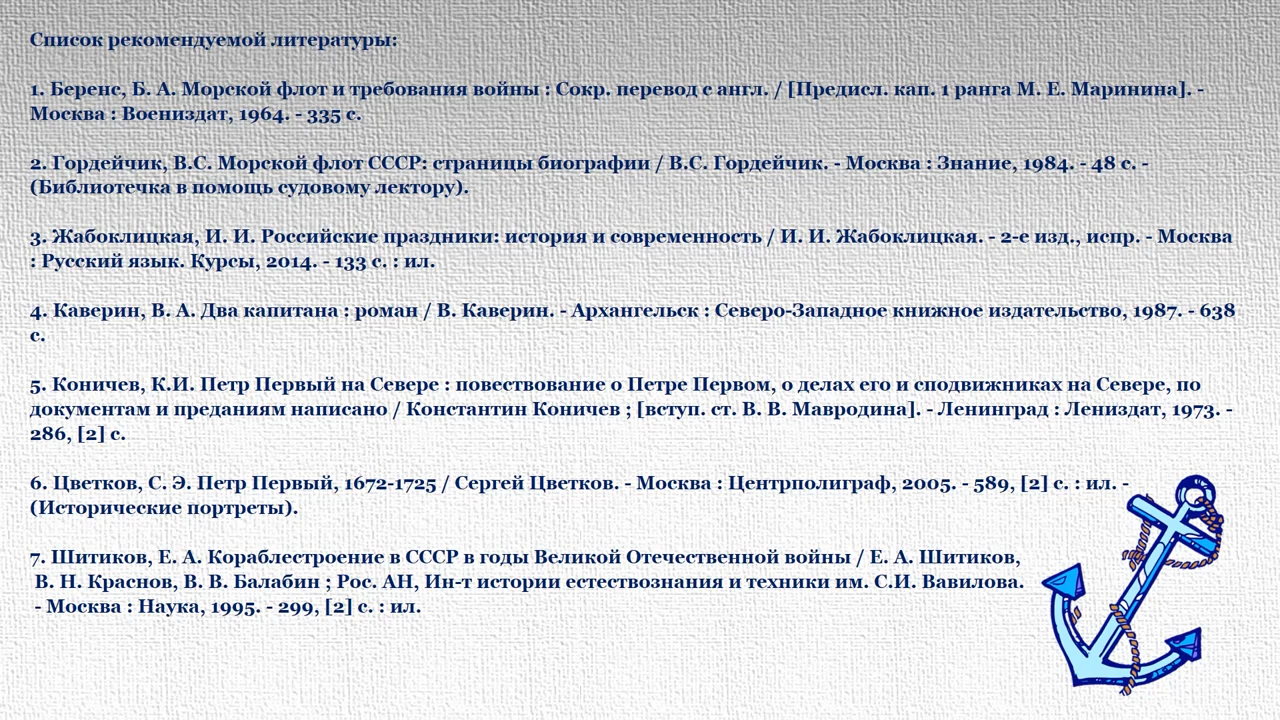 Список рекомендуемой литературы:
1. Беренс, Б. А. Морской флот и требования войны : Сокр. перевод с англ. / [Предисл. кап. 1 ранга М. Е. Маринина]. -
Москва : Воениздат, 1964. - 335 с.
2. Гордейчик, В.С. Морской флот СССР: страницы биографии / В.С. Гордейчик. - Москва : Знание, 1984. - 48 с. -
(Библиотечка в помощь судовому лектору).
3. Жабоклицкая, И. И. Российские праздники: история и современность / И. И. Жабоклицкая. - 2-е изд., испр. - Москва
: Русский язык. Курсы, 2014. - 133 с. : ил.
4. Каверин, В. А. Два капитана : роман / В. Каверин. - Архангельск : Северо-Западное книжное издательство, 1987. - 638
с.
5. Коничев, К.И. Петр Первый на Севере : повествование о Петре Первом, о делах его и сподвижниках на Севере, по
документам и преданиям написано / Константин Коничев ; [вступ. ст. В. В. Мавродина]. - Ленинград : Лениздат, 1973. -
286, [2] с.
6. Цветков, С. Э. Петр Первый, 1672-1725 / Сергей Цветков. - Москва : Центрполиграф, 2005. - 589, [2] с. : ил. -
(Исторические портреты).
7. Шитиков, Е. А. Кораблестроение в СССР в годы Великой Отечественной войны / Е. А. Шитиков,
В. Н. Краснов, В. В. Балабин ; Рос. АН, Ин-т истории естествознания и техники им. С.И. Вавилова.
- Москва : Наука, 1995. - 299, [2] с. : ил.